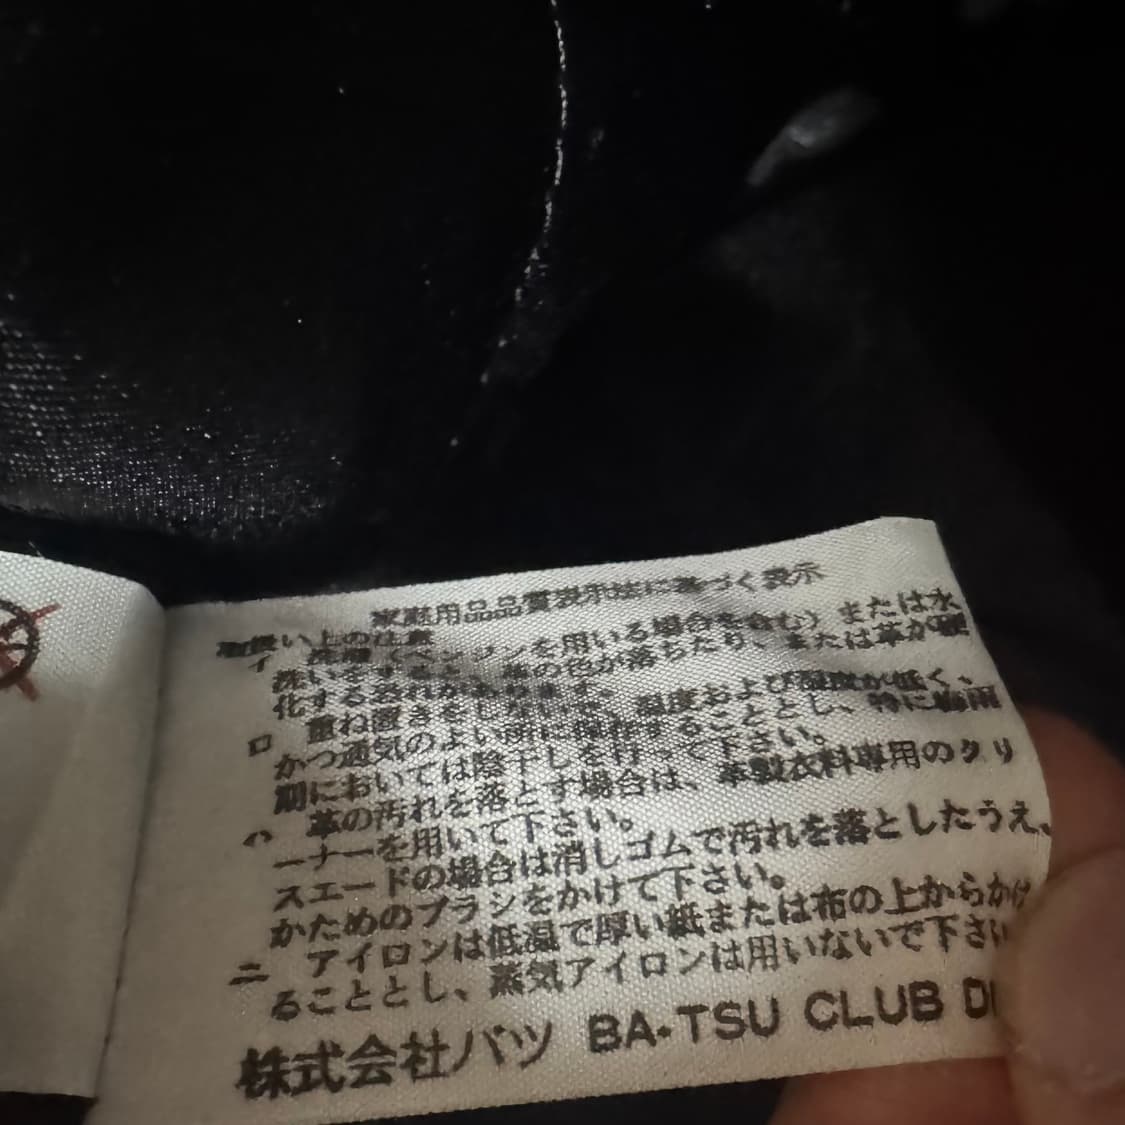 家庭用品品質表示法に基づく表示
取扱い上の注意
イ 洗濯(ベンジンを用いる場合を含む)または水
洗いをすると、革の色が落ちたり、または革が硬
化する恐れがあります。
ロ 重ね置きをしないで、温度および湿度が低く、
かつ通気のよい所に保存することとし、特に梅雨
期においては陰干しを行って下さい。
ハ 革の汚れを落とす場合は、革製衣料専用のクリ
ーナーを用いて下さい。
スエードの場合は消しゴムで汚れを落としたうえ、
かためのブラシをかけて下さい。
ニ アイロンは低温で厚い紙または布の上からかけ
ることとし、蒸気アイロンは用いないで下さい
株式会社バツ BA-TSU CLUB